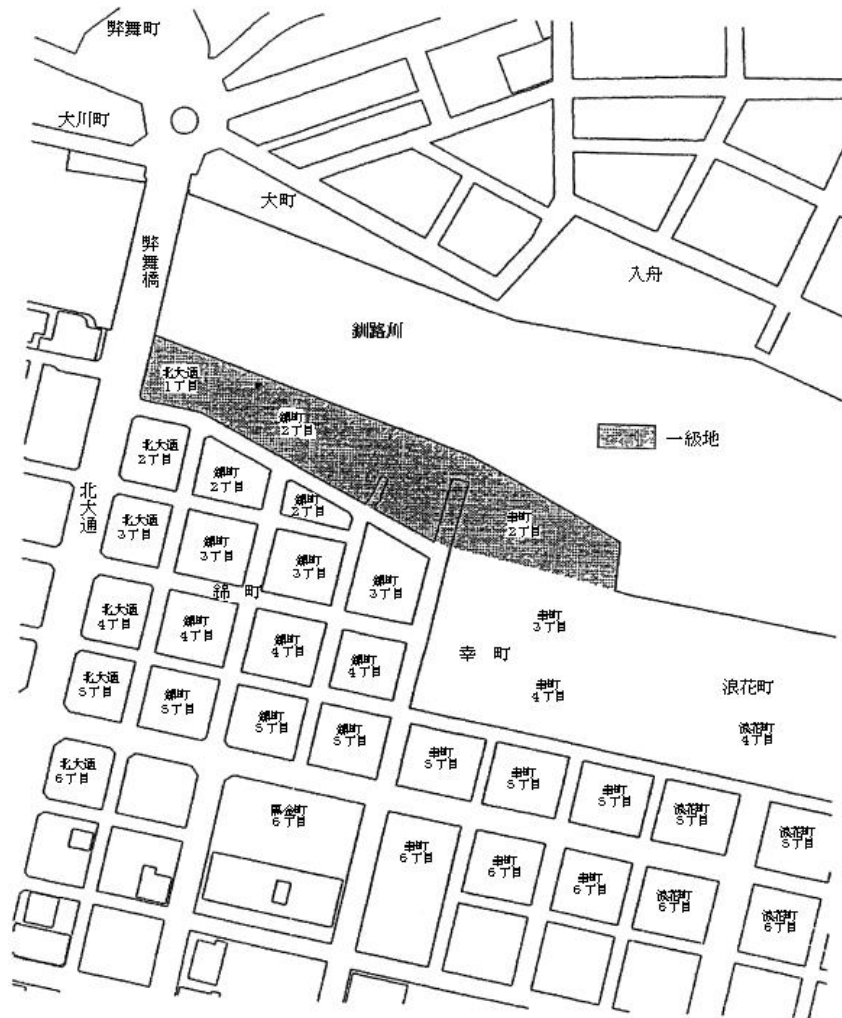 弊舞町
大川町
大町
弊舞橋
入舟
釧路川
北大通
1丁目
錦町
2丁目
一級地
北大通
2丁目
錦町
2丁目
錦町
2丁目
幸町
2丁目
北大通
北大通
3丁目
錦町
3丁目
錦町
3丁目
錦町
3丁目
錦町
北大通
4丁目
錦町
4丁目
錦町
4丁目
錦町
4丁目
幸町
3丁目
幸町
幸町
4丁目
浪花町
浪花町
4丁目
北大通
5丁目
錦町
5丁目
錦町
5丁目
錦町
5丁目
幸町
5丁目
幸町
5丁目
幸町
5丁目
浪花町
5丁目
浪花町
5丁目
北大通
6丁目
黒金町
6丁目
幸町
6丁目
幸町
6丁目
幸町
6丁目
浪花町
6丁目
浪花町
6丁目